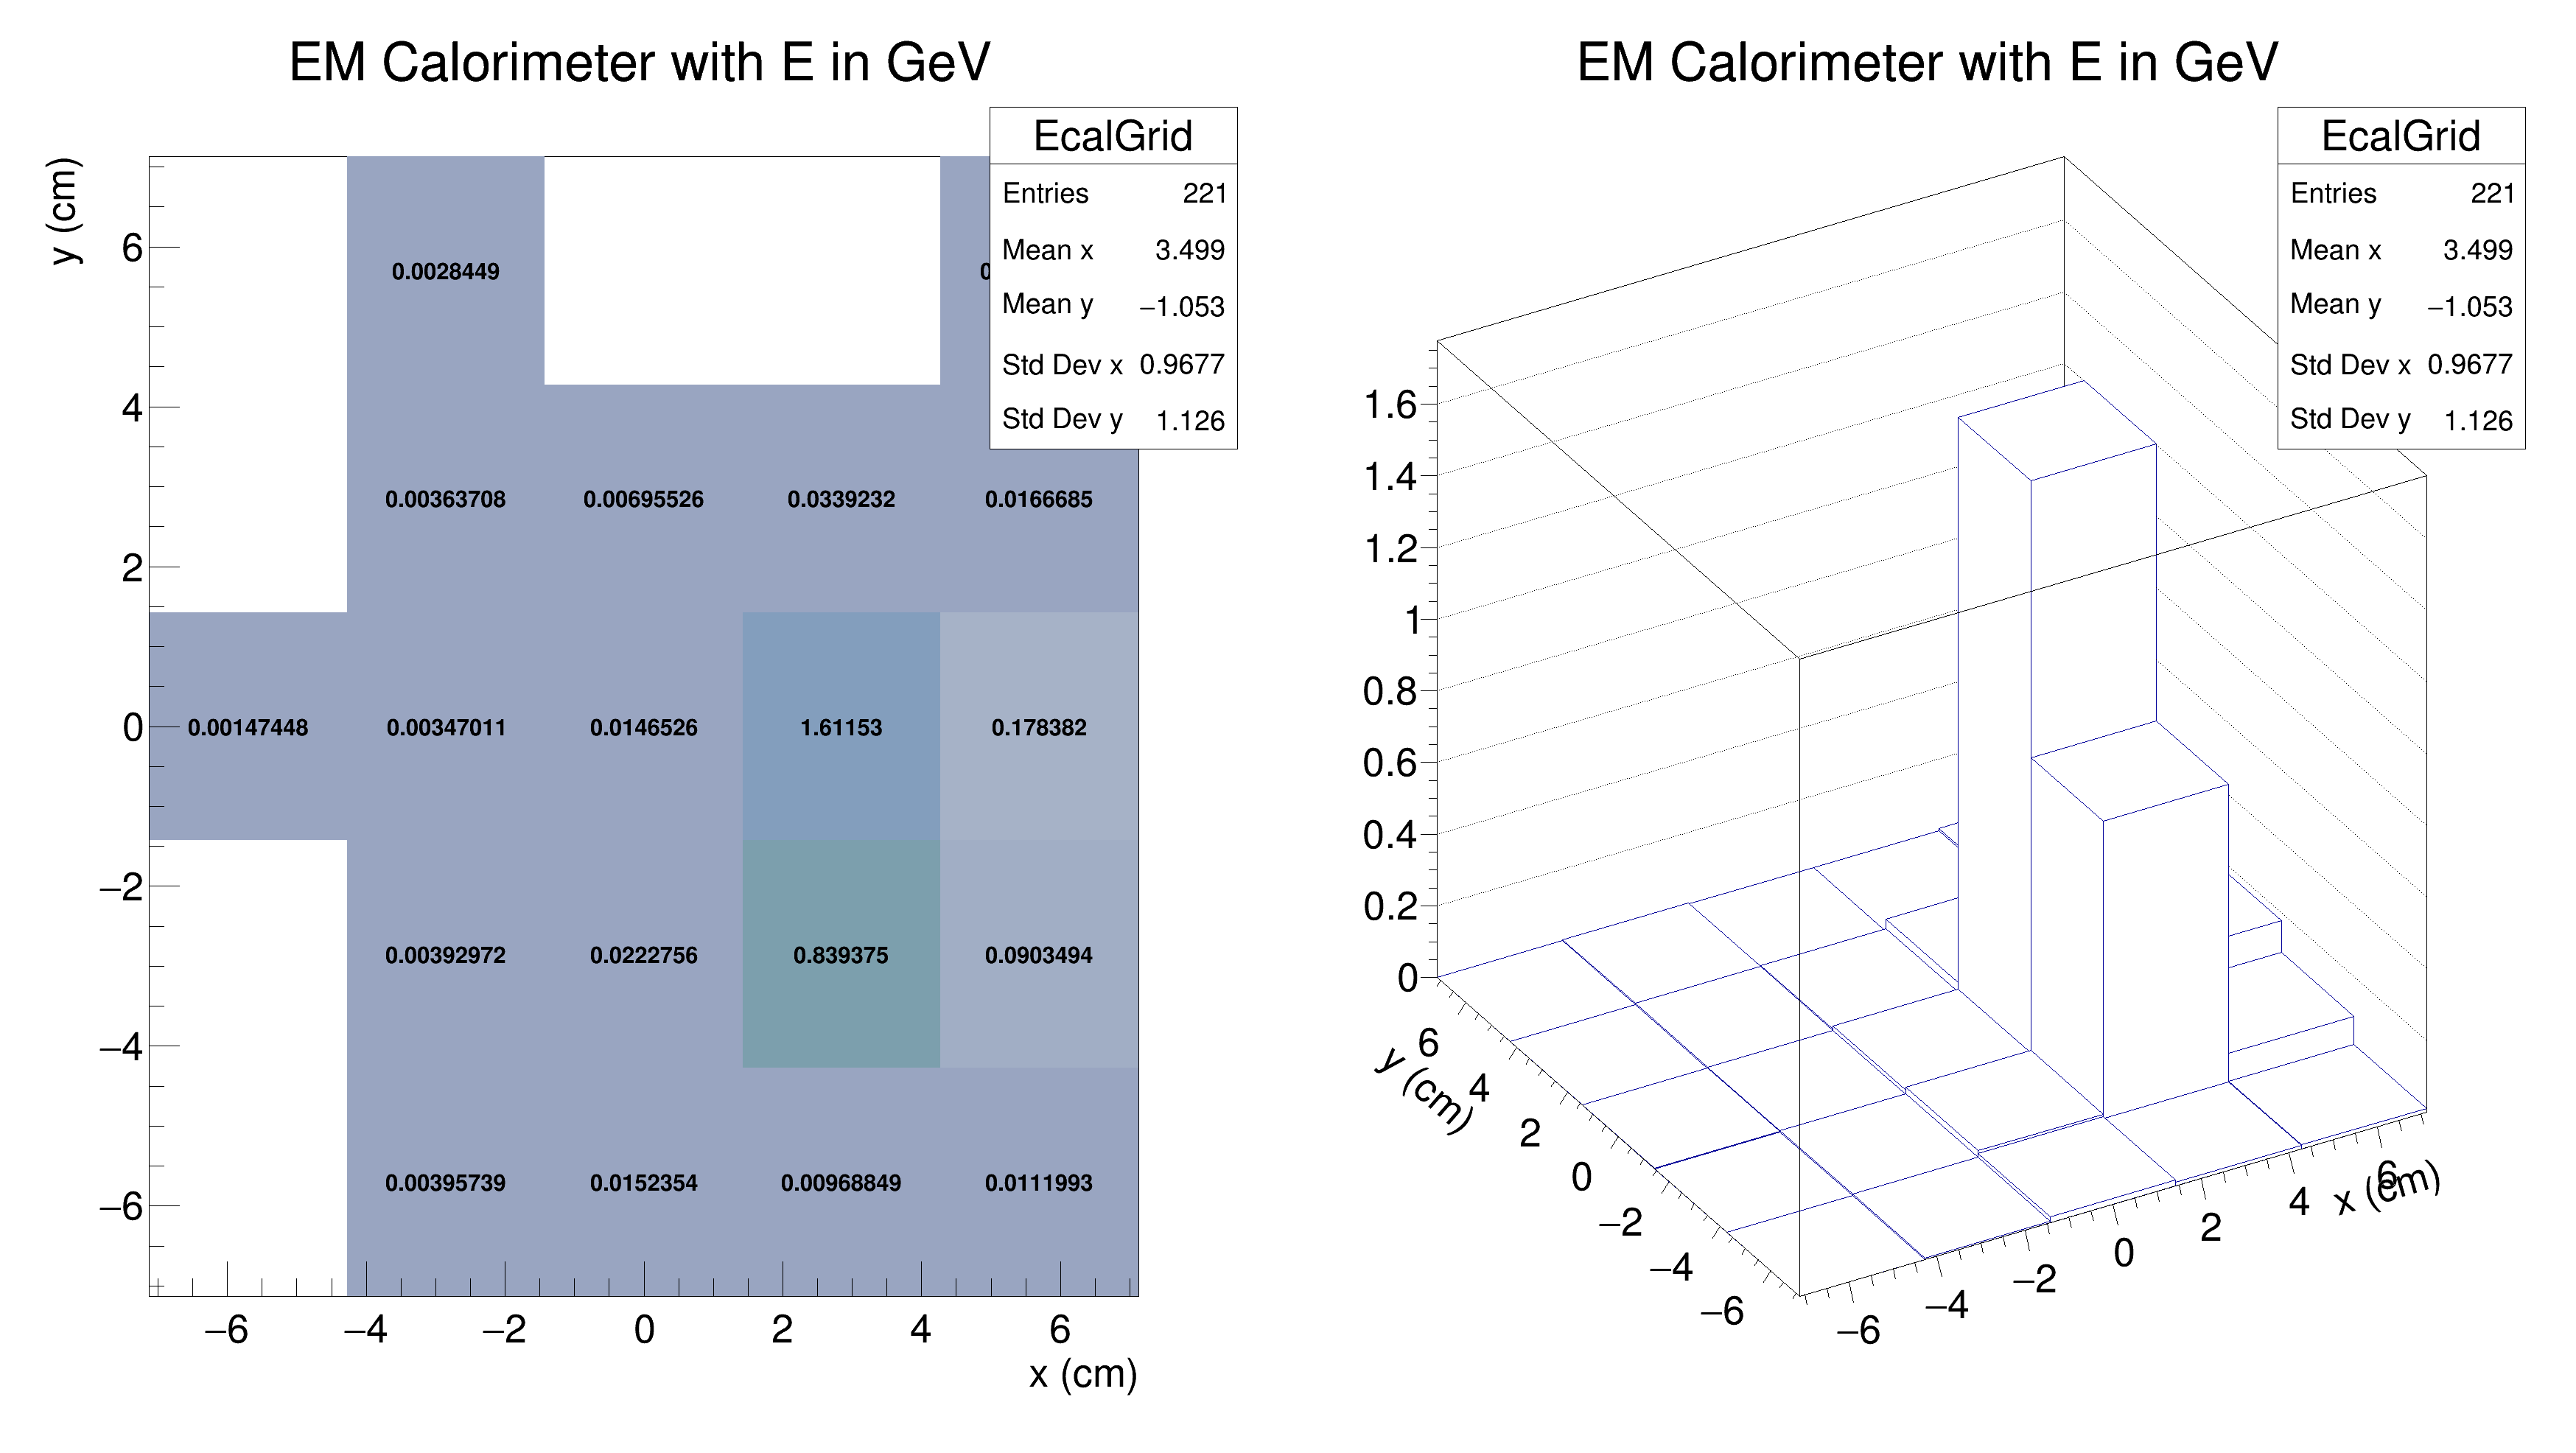 EM Calorimeter with E in GeV
EcalGrid
Entries 221
Mean x 3.499
Mean y −1.053
Std Dev x 0.9677
Std Dev y 1.126
y (cm)
6
4
2
0
−2
−4
−6
0.0028449
0.00363708 0.00695526 0.0339232 0.0166685
0.00147448 0.00347011 0.0146526 1.61153 0.178382
0.00392972 0.0222756 0.839375 0.0903494
0.00395739 0.0152354 0.00968849 0.0111993
−6 −4 −2 0 2 4 6
x (cm)
EM Calorimeter with E in GeV
EcalGrid
Entries 221
Mean x 3.499
Mean y −1.053
Std Dev x 0.9677
Std Dev y 1.126
1.6
1.4
1.2
1
0.8
0.6
0.4
0.2
0
y (cm)
6
4
2
0
−2
−4
−6
−6
−4
−2
0
2
4
6
x (cm)